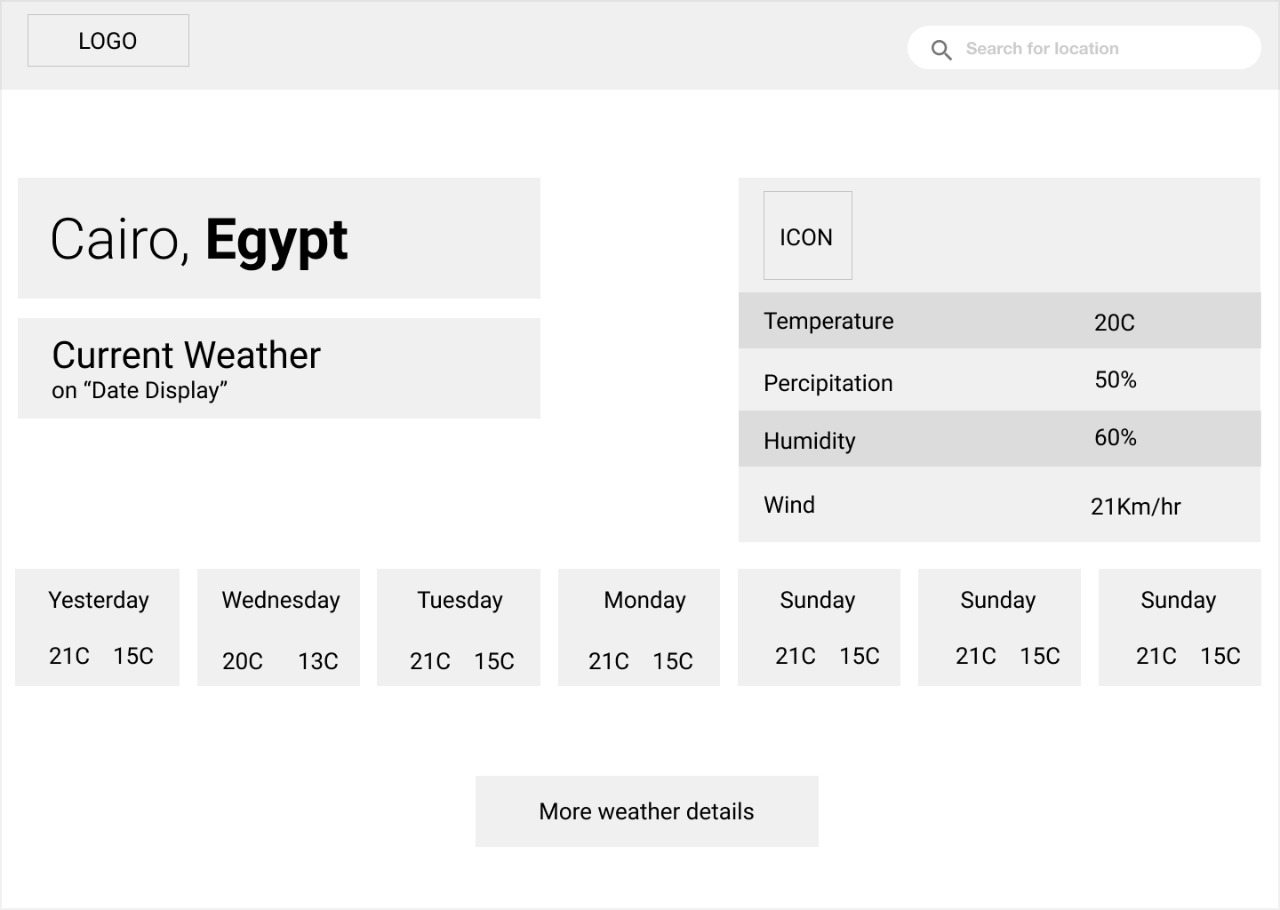 LOGO
Search for location
Cairo, Egypt
Current Weather
on “Date Display”
ICON
Temperature 20C
Percipitation 50%
Humidity 60%
Wind 21Km/hr
Yesterday
21C 15C
Wednesday
20C 13C
Tuesday
21C 15C
Monday
21C 15C
Sunday
21C 15C
Sunday
21C 15C
Sunday
21C 15C
More weather details